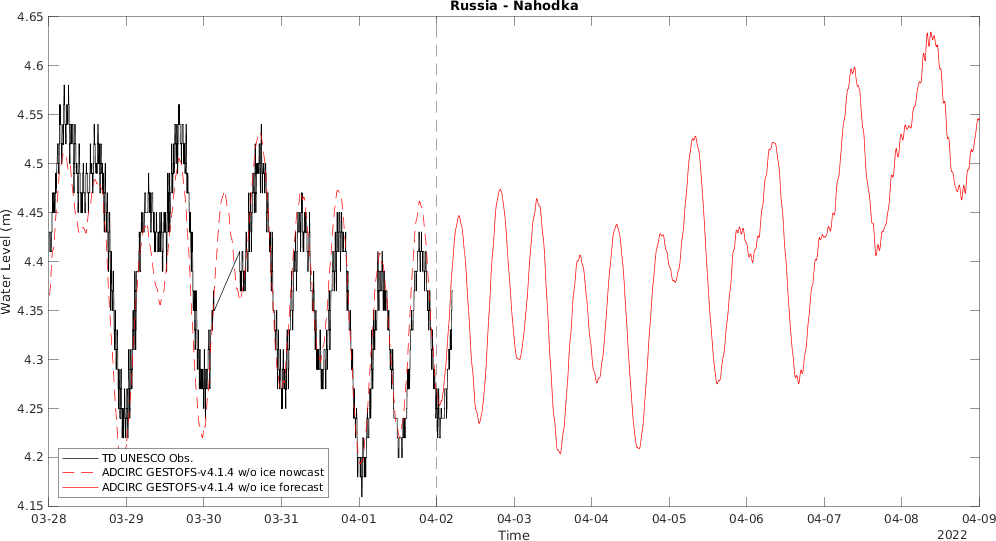 Russia - Nahodka
4.65
4.6
4.55
4.5
4.45
4.4
4.35
4.3
4.25
4.2
4.15
Water Level (m)
TD UNESCO Obs.
ADCIRC GESTOFS-v4.1.4 w/o ice nowcast
ADCIRC GESTOFS-v4.1.4 w/o ice forecast
03-28 03-29 03-30 03-31 04-01 04-02 04-03 04-04 04-05 04-06 04-07 04-08 04-09
Time
2022